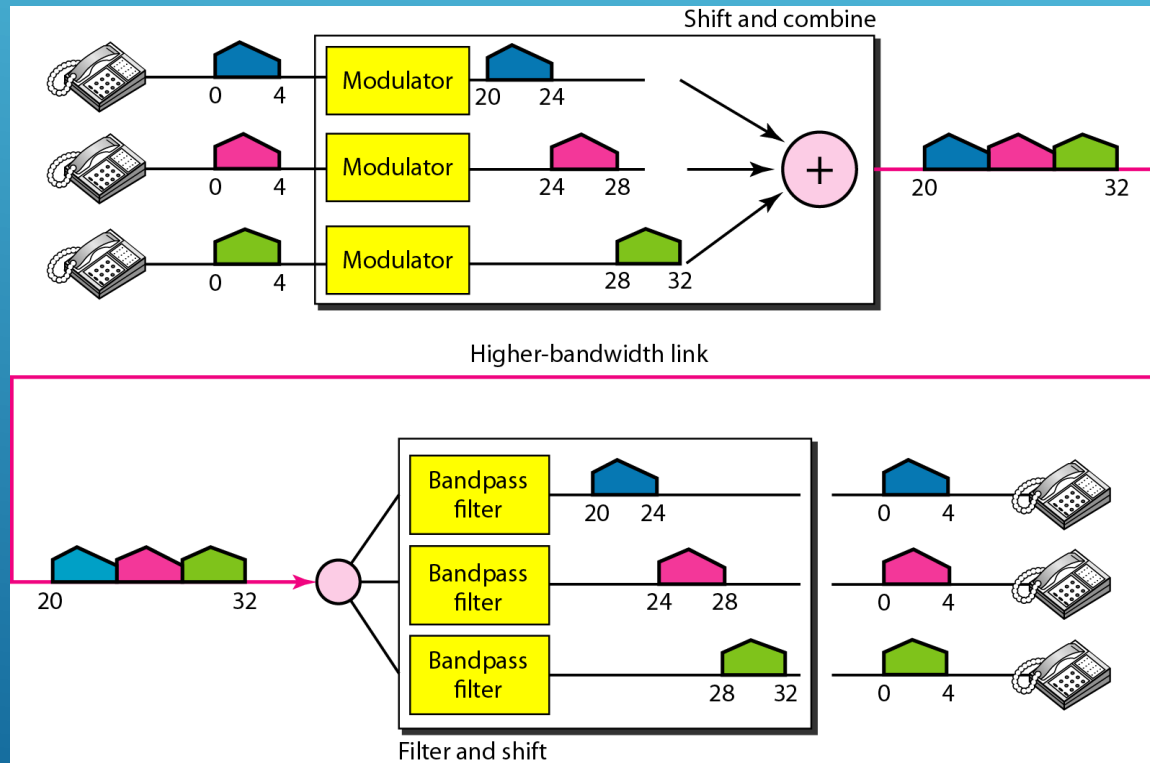 Shift and combine
Modulator
0 4
20 24
Modulator
0 4
24 28
+
20 32
Modulator
0 4
28 32
Higher-bandwidth link
Bandpass
filter
20 24
0 4
Bandpass
filter
20 32
24 28
0 4
Bandpass
filter
28 32
0 4
Filter and shift